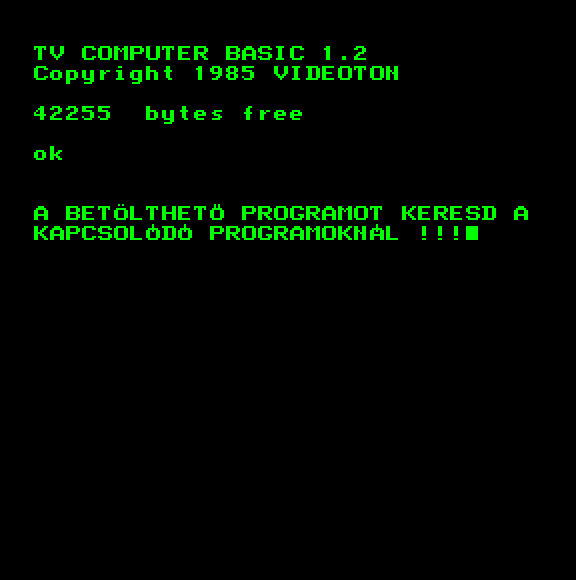 TV COMPUTER BASIC 1.2
Copyright 1985 VIDEOTON
42255 bytes free
ok
A BETÖLTHETŐ PROGRAMOT KERESD A
KAPCSOLÓDÓ PROGRAMOKNÁL !!!